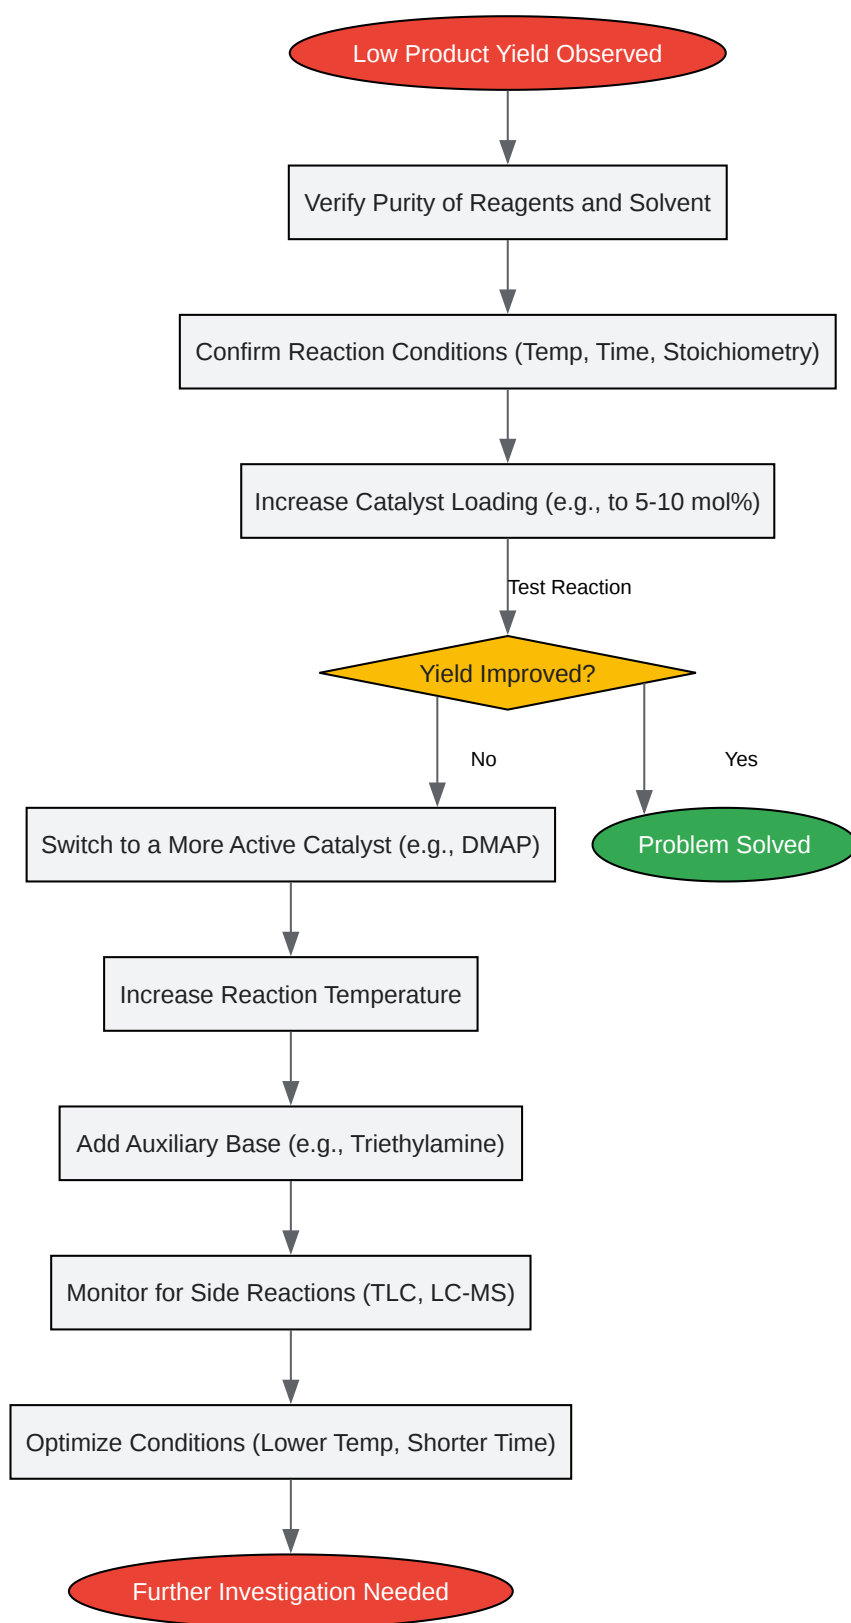 Low Product Yield Observed
Verify Purity of Reagents and Solvent
Confirm Reaction Conditions (Temp, Time, Stoichiometry)
Increase Catalyst Loading (e.g., to 5-10 mol%)
Test Reaction
Yield Improved?
No
Yes
Switch to a More Active Catalyst (e.g., DMAP)
Problem Solved
Increase Reaction Temperature
Add Auxiliary Base (e.g., Triethylamine)
Monitor for Side Reactions (TLC, LC-MS)
Optimize Conditions (Lower Temp, Shorter Time)
Further Investigation Needed